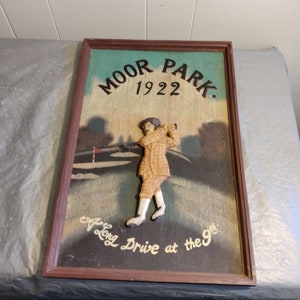 MOOR PARK.
1922
A Long Drive at the 9th